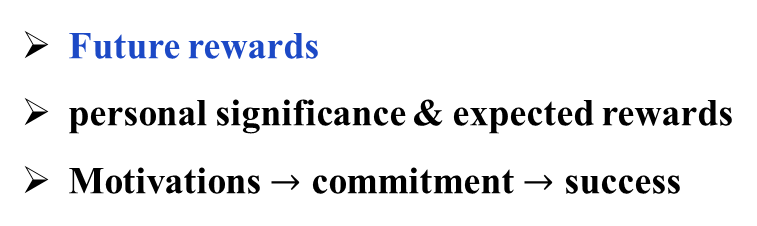 ➢ Future rewards
➢ personal significance & expected rewards
➢ Motivations → commitment → success